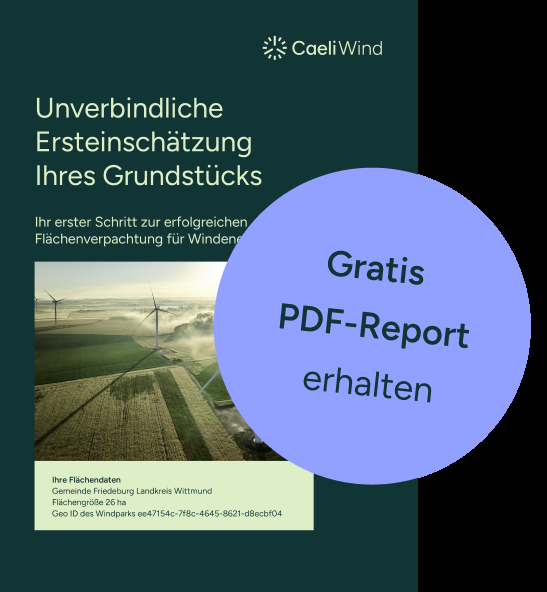 CaeliWind
Unverbindliche
Ersteinschätzung
Ihres Grundstücks
Ihr erster Schritt zur erfolgreichen
Flächenverpachtung für
Gratis
PDF-Report
erhalten
Ihre Flächendaten
Gemeinde Friedeburg Landkreis Wittmund
Flächengröße 26 ha
Geo ID des Windparks ee47154c-7f8c-4645-8621-d8ecbf04